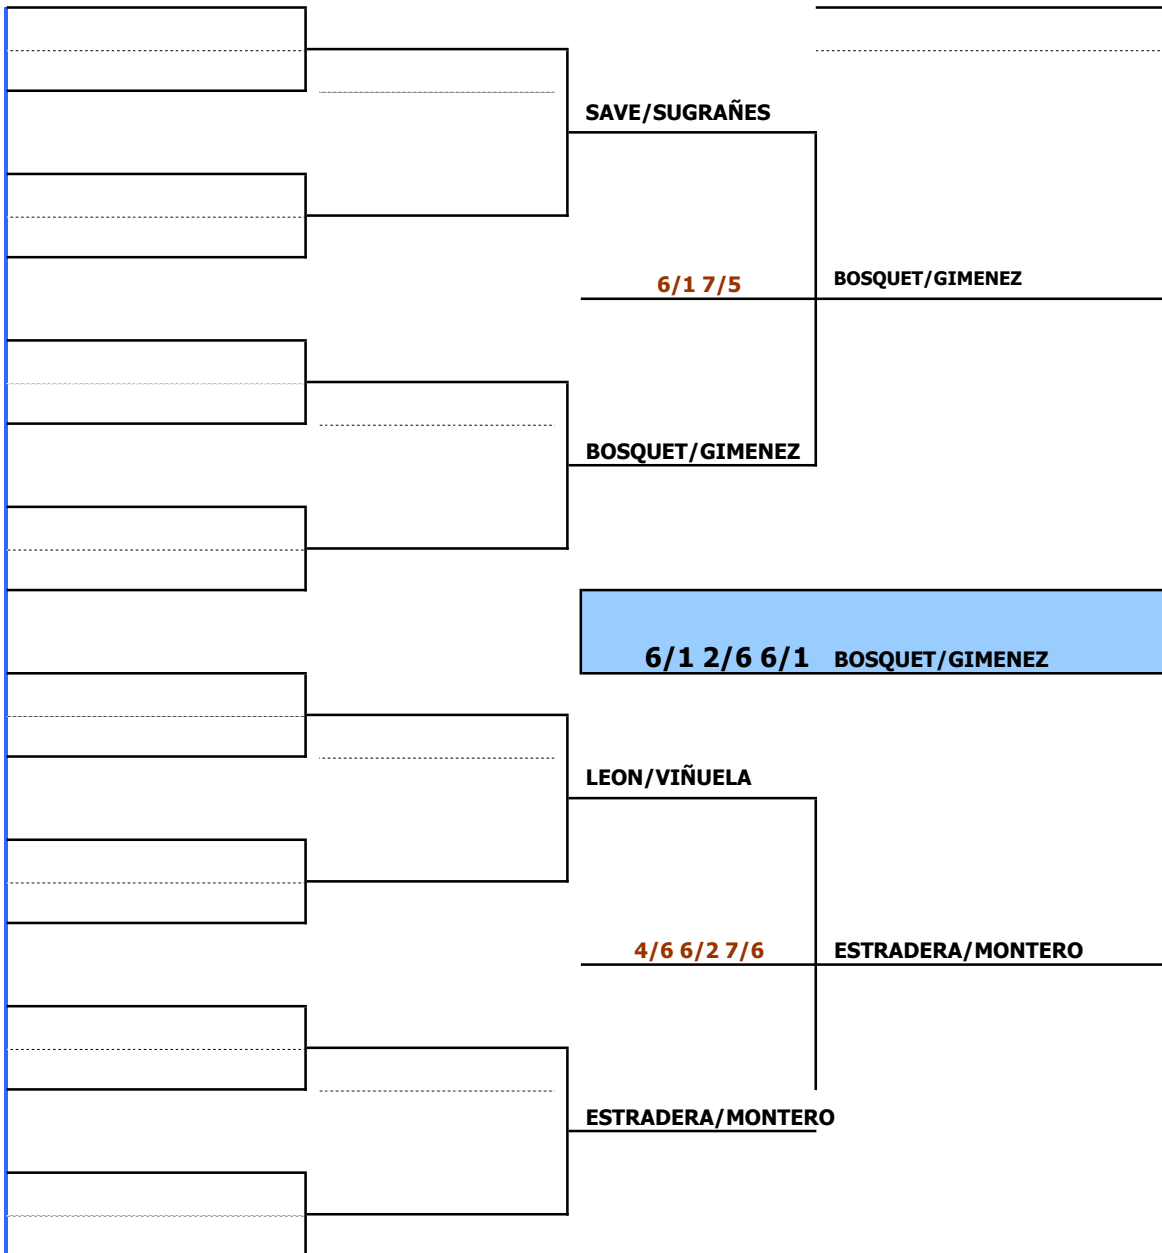 SAVE/SUGRAÑES
6/1 7/5
BOSQUET/GIMENEZ
BOSQUET/GIMENEZ
6/1 2/6 6/1 BOSQUET/GIMENEZ
LEON/VIÑUELA
4/6 6/2 7/6
ESTRADERA/MONTERO
ESTRADERA/MONTERO